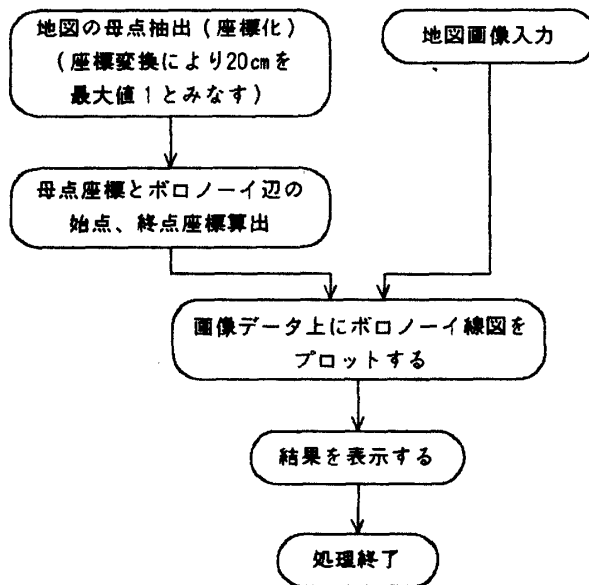 地図の母点抽出(座標化)
(座標変換により20cmを
最大値1とみなす)
地図画像入力
母点座標とボロノーイ辺の
始点、終点座標算出
画像データ上にボロノーイ線図を
プロットする
結果を表示する
処理終了